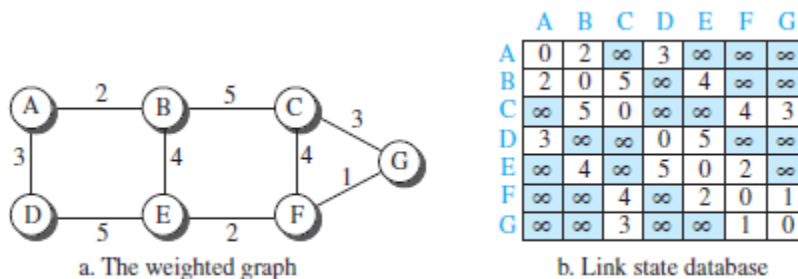 A 2 B 5 C 3
3 4 4 G
1
D 5 E 2 F
a. The weighted graph
A B C D E F G
A 0 2 ∞ 3 ∞ ∞ ∞
B 2 0 5 ∞ 4 ∞ ∞
C ∞ 5 0 ∞ ∞ 4 3
D 3 ∞ ∞ 0 5 ∞ ∞
E ∞ 4 ∞ 5 0 2 ∞
F ∞ ∞ 4 ∞ 2 0 1
G ∞ ∞ 3 ∞ ∞ 1 0
b. Link state database